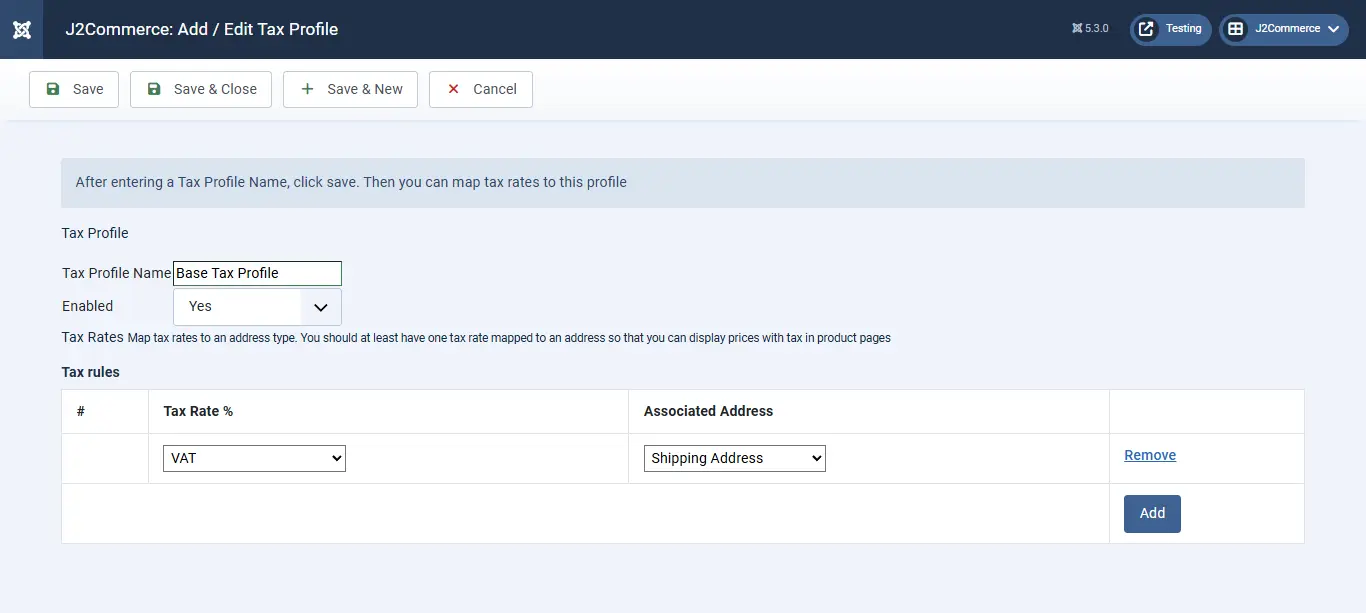 J2Commerce: Add / Edit Tax Profile
5.3.0
Testing
J2Commerce
Save
Save & Close
Save & New
Cancel
After entering a Tax Profile Name, click save. Then you can map tax rates to this profile
Tax Profile
Tax Profile Name Base Tax Profile
Enabled Yes
Tax Rates Map tax rates to an address type. You should at least have one tax rate mapped to an address so that you can display prices with tax in product pages
Tax rules
# Tax Rate % Associated Address
VAT Shipping Address Remove
Add